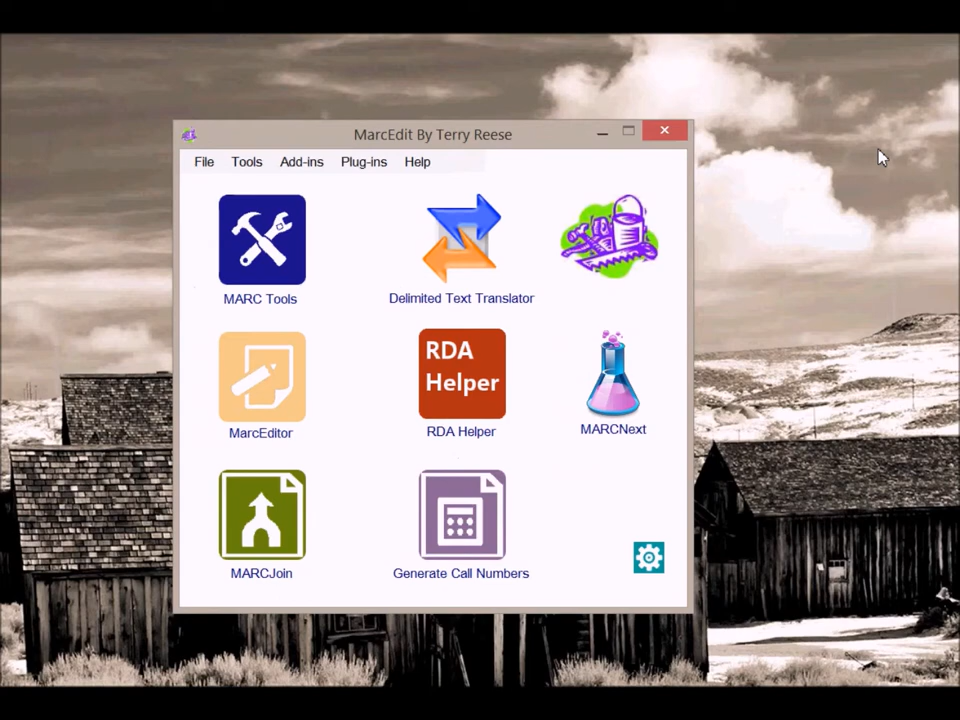 MarcEdit By Terry Reese
File Tools Add-ins Plug-ins Help
MARC Tools
Delimited Text Translator
RDA
Helper
MarcEditor
RDA Helper
MARCNext
MARCJoin
Generate Call Numbers